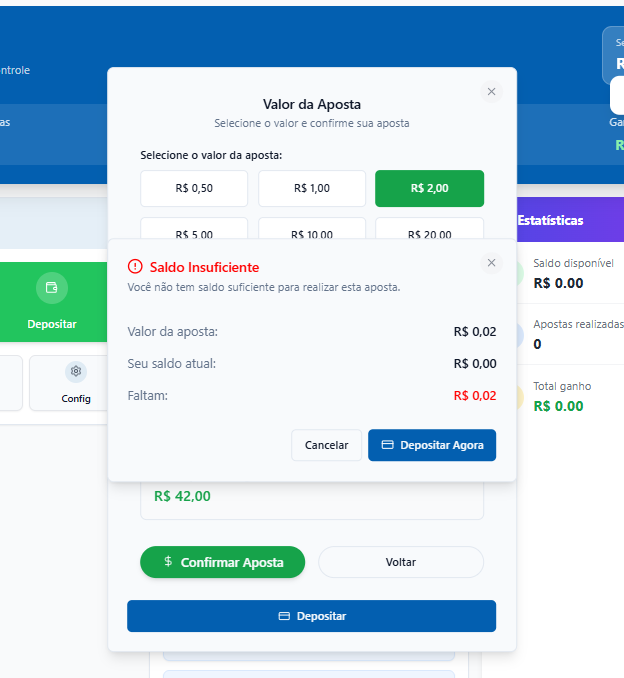 ntrole
as
Se
R
Ga
R
Valor da Aposta
Selecione o valor e confirme sua aposta
Selecione o valor da aposta:
R$ 0,50
R$ 1,00
R$ 2,00
R$ 5,00
R$ 10,00
R$ 20,00
Depositar
Config
Saldo Insuficiente
Você não tem saldo suficiente para realizar esta aposta.
Valor da aposta: R$ 0,02
Seu saldo atual: R$ 0,00
Faltam: R$ 0,02
Cancelar
Depositar Agora
R$ 42,00
$ Confirmar Aposta
Voltar
Depositar
Estatísticas
Saldo disponível
R$ 0.00
Apostas realizadas
0
Total ganho
R$ 0.00